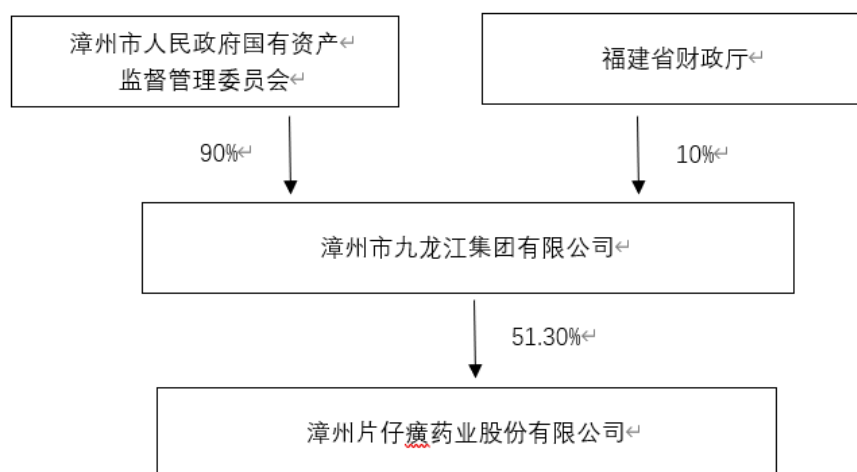 漳州市人民政府国有资产
监督管理委员会
福建省财政厅
90%
10%
漳州市九龙江集团有限公司
51.30%
漳州片仔癀药业股份有限公司